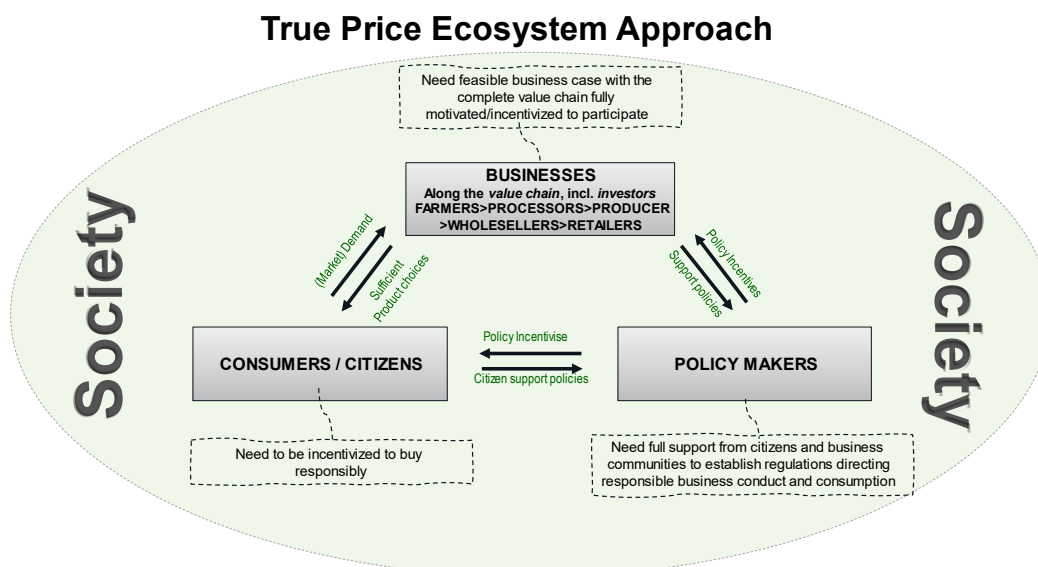 True Price Ecosystem Approach
Need feasible business case with the
complete value chain fully
motivated/incentivized to participate
Society
BUSINESSES
Along the value chain, incl. investors
FARMERS>PROCESSORS>PRODUCER
>WHOLESELLERS>RETAILERS
Society
(Market) Demand
Sufficient
Product choices
Policy Incentives
Support policies
CONSUMERS / CITIZENS
Policy Incentivise
Citizen support policies
POLICY MAKERS
Need to be incentivized to buy
responsibly
Need full support from citizens and business
communities to establish regulations directing
responsible business conduct and consumption